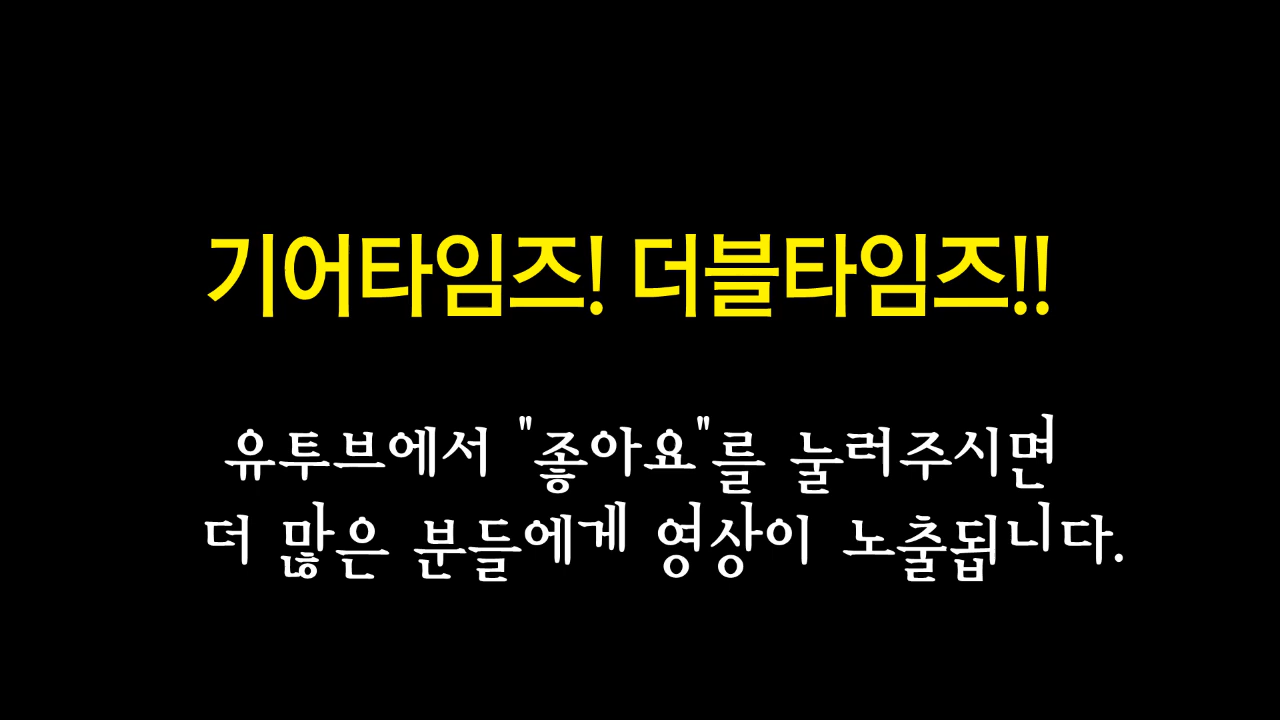 기어타임즈! 더블타임즈!!
유투브에서 "좋아요"를 눌러주시면
더 많은 분들에게 영상이 노출됩니다.